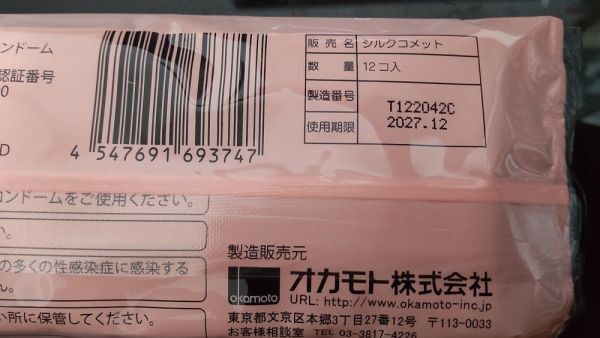 ンドーム
認証番号
0
D
4 547691 693747
販売名 シルクコメット
数量 12コ入
製造番号 T122042C
使用期限 2027.12
コンドームをご使用ください。
い。
の多くの性感染症に感染する
ん。
い所に保管してください。
製造販売元
okamoto
オカモト株式会社
URL: http://www.okamoto-inc.jp
東京都文京区本郷3丁目27番12号 〒113-0033
お客様相談室 TEL 03-3817-4226